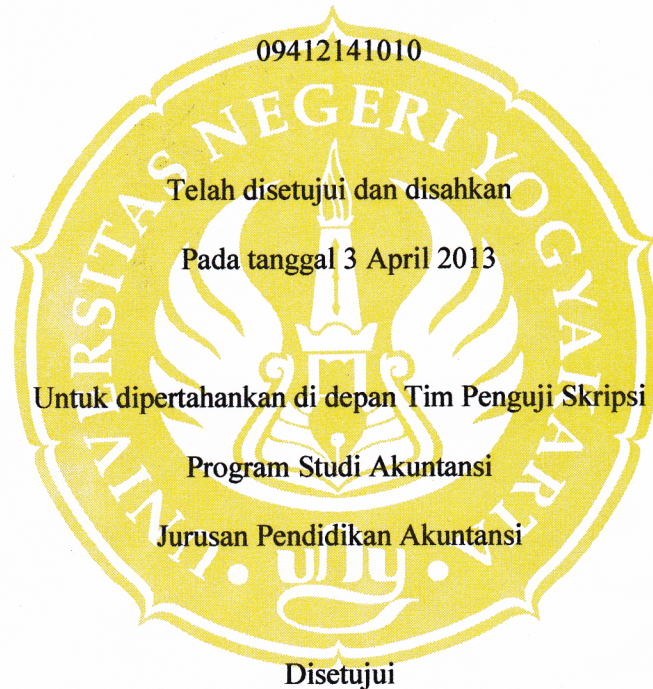 09412141010
UNIVERSITAS NEGERI YOGYAKARTA
Telah disetujui dan disahkan
Pada tanggal 3 April 2013
Untuk dipertahankan di depan Tim Penguji Skripsi
Program Studi Akuntansi
Jurusan Pendidikan Akuntansi
uny
Disetujui